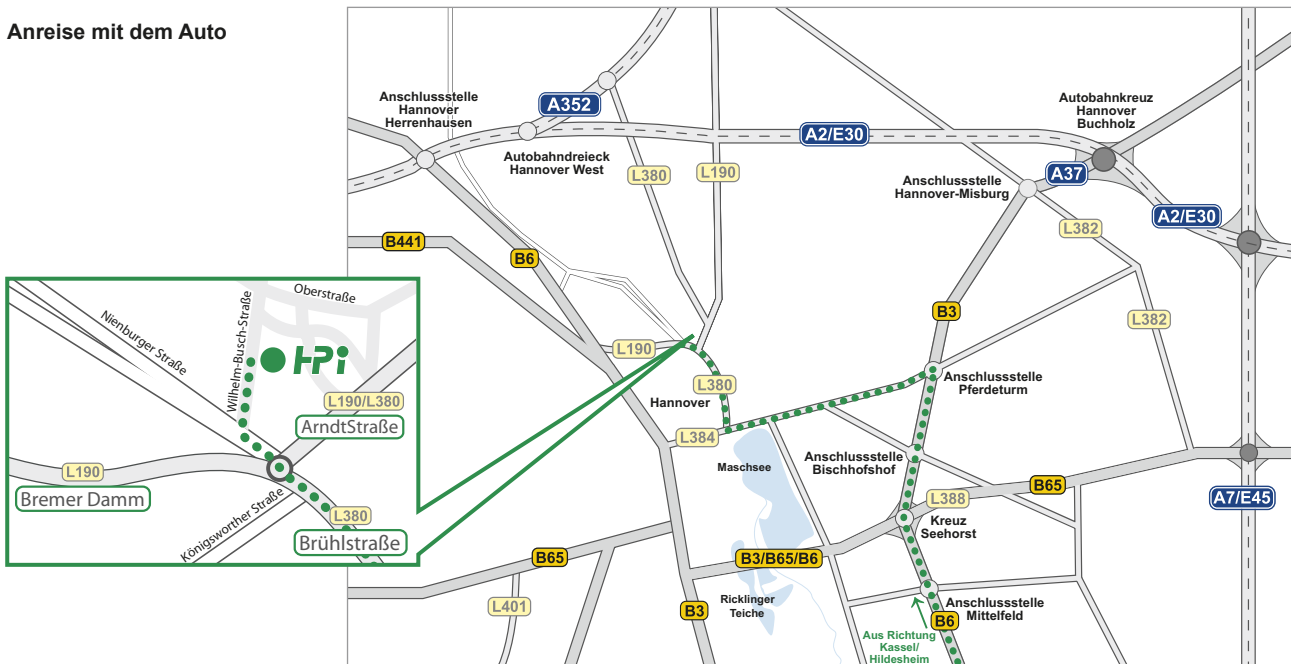 Anreise mit dem Auto
Anschlussstelle
Hannover
Herrenhausen
A352
Autobahndreieck
Hannover West
L380
L190
A2/E30
Autobahnkreuz
Hannover
Buchholz
A37
Anschlussstelle
Hannover-Misburg
A2/E30
L382
B441
B6
B3
L382
L190
L380
Hannover
L384
Anschlussstelle
Pferdeturm
Maschsee
Anschlussstelle
Bischhofshof
B65
L388
A7/E45
Kreuz
Seehorst
B65
B3/B65/B6
L401
B3
Ricklinger
Teiche
Anschlussstelle
Mittelfeld
B6
Aus Richtung
Kassel/
Hildesheim
Oberstraße
Nienburger Straße
Wilhelm-Busch-Straße
HPi
L190/L380
ArndtStraße
L190
Bremer Damm
Königsworther Straße
L380
Brühlstraße